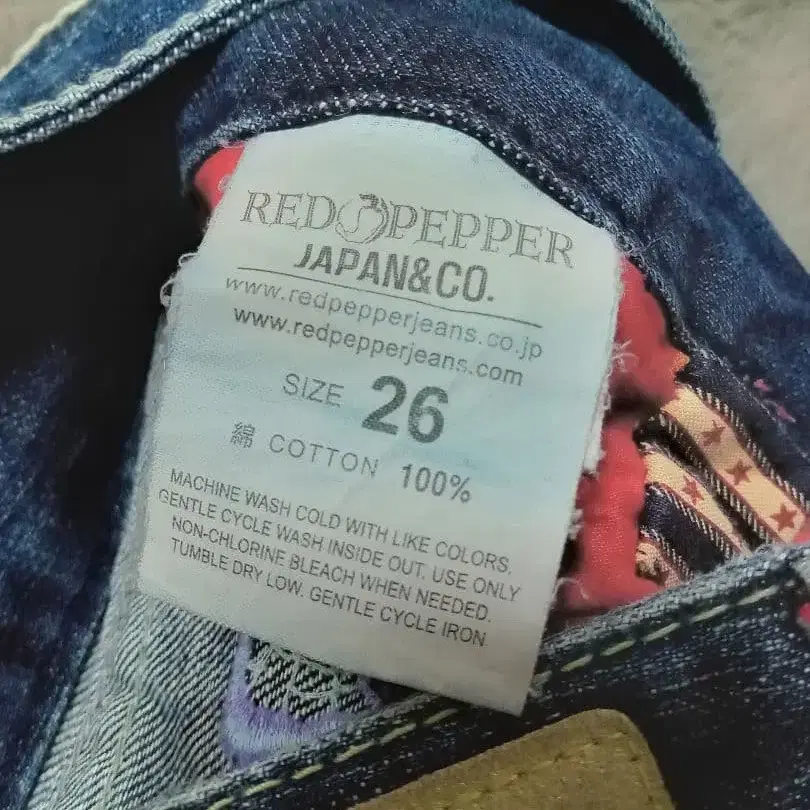 RED PEPPER
JAPAN&CO.
www.redpepperjeans.co.jp
www.redpepperjeans.com
SIZE 26
綿 COTTON 100%
MACHINE WASH COLD WITH LIKE COLORS.
GENTLE CYCLE WASH INSIDE OUT. USE ONLY
NON-CHLORINE BLEACH WHEN NEEDED.
TUMBLE DRY LOW. GENTLE CYCLE IRON